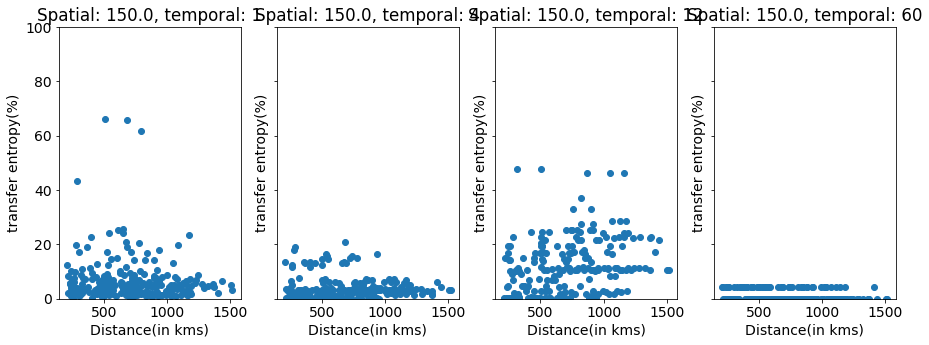 Spatial: 150.0, temporal: 1
Spatial: 150.0, temporal: 4
Spatial: 150.0, temporal: 12
Spatial: 150.0, temporal: 60
100
80
60
40
20
0
transfer entropy(%)
transfer entropy(%)
transfer entropy(%)
transfer entropy(%)
500 1000 1500
500 1000 1500
500 1000 1500
500 1000 1500
Distance(in kms)
Distance(in kms)
Distance(in kms)
Distance(in kms)